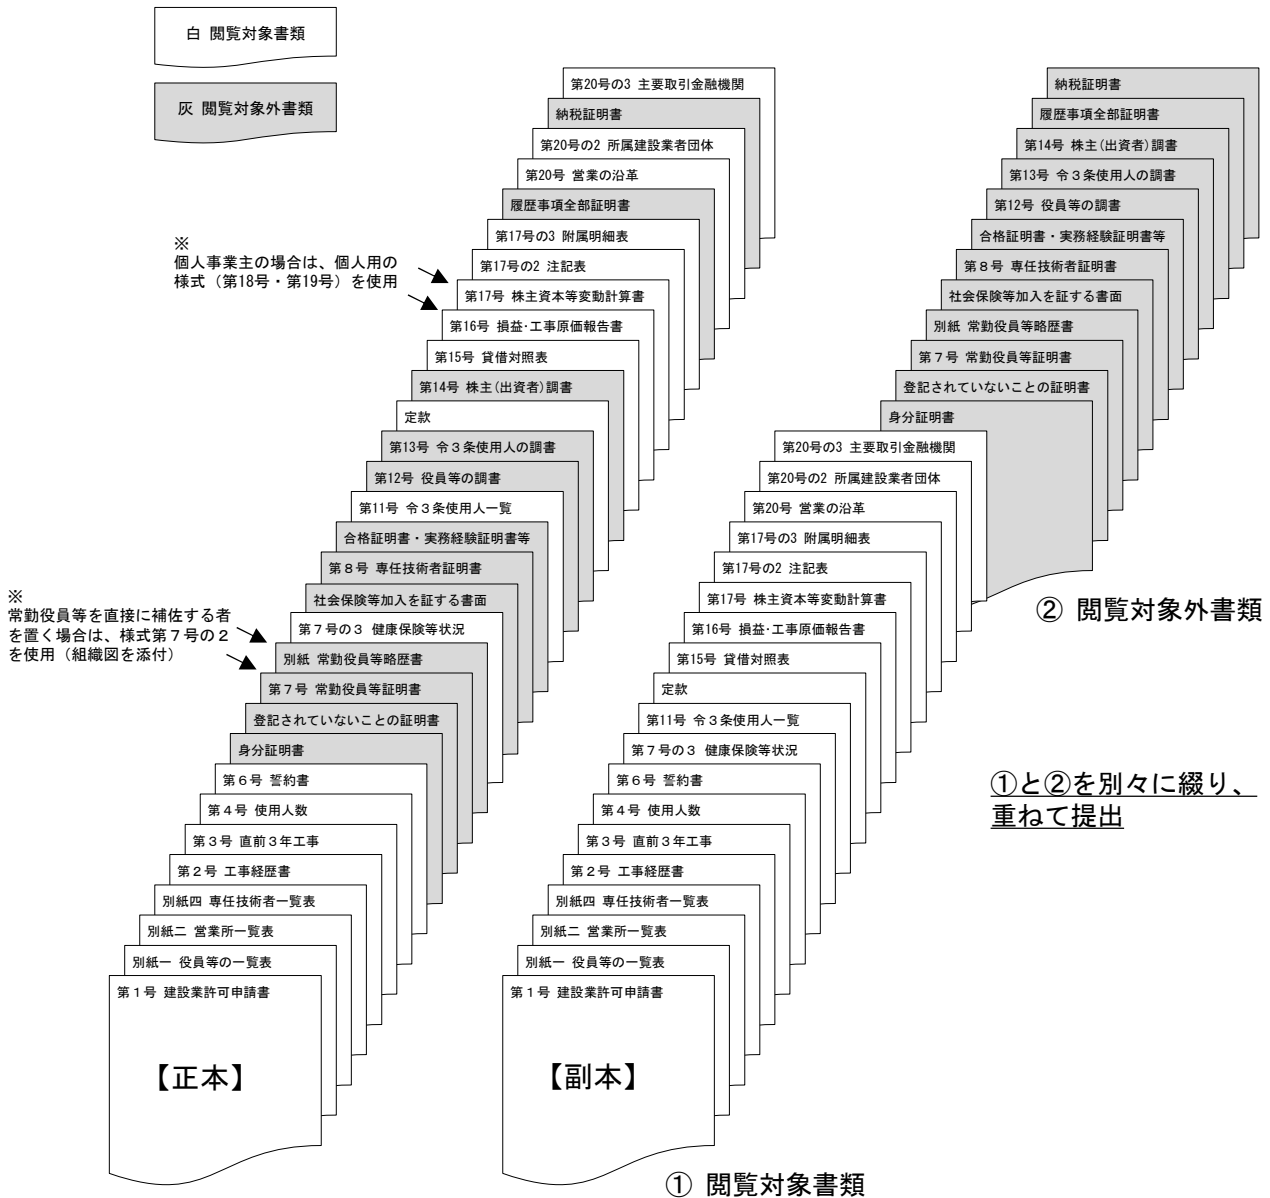 白 閲覧対象書類
灰 閲覧対象外書類
第20号の3 主要取引金融機関
納税証明書
第20号の2 所属建設業者団体
第20号 営業の沿革
履歴事項全部証明書
第17号の3 附属明細表
第17号の2 注記表
第17号 株主資本等変動計算書
第16号 損益･工事原価報告書
第15号 貸借対照表
第14号 株主(出資者)調書
定款
第13号 令３条使用人の調書
第12号 役員等の調書
第11号 令３条使用人一覧
合格証明書・実務経験証明書等
第８号 専任技術者証明書
社会保険等加入を証する書面
第７号の３ 健康保険等状況
別紙 常勤役員等略歴書
第７号 常勤役員等証明書
登記されていないことの証明書
身分証明書
第６号 誓約書
第４号 使用人数
第３号 直前３年工事
第２号 工事経歴書
別紙四 専任技術者一覧表
別紙二 営業所一覧表
別紙一 役員等の一覧表
第１号 建設業許可申請書
【正本】
※
個人事業主の場合は、個人用の
様式（第18号・第19号）を使用
※
常勤役員等を直接に補佐する者
を置く場合は、様式第７号の２
を使用（組織図を添付）
納税証明書
履歴事項全部証明書
第14号 株主(出資者)調書
第13号 令３条使用人の調書
第12号 役員等の調書
合格証明書・実務経験証明書等
第８号 専任技術者証明書
社会保険等加入を証する書面
別紙 常勤役員等略歴書
第７号 常勤役員等証明書
登記されていないことの証明書
身分証明書
② 閲覧対象外書類
第20号の3 主要取引金融機関
第20号の2 所属建設業者団体
第20号 営業の沿革
第17号の3 附属明細表
第17号の2 注記表
第17号 株主資本等変動計算書
第16号 損益･工事原価報告書
第15号 貸借対照表
定款
第11号 令３条使用人一覧
第７号の３ 健康保険等状況
第６号 誓約書
第４号 使用人数
第３号 直前３年工事
第２号 工事経歴書
別紙四 専任技術者一覧表
別紙二 営業所一覧表
別紙一 役員等の一覧表
第１号 建設業許可申請書
【副本】
① 閲覧対象書類
①と②を別々に綴り、
重ねて提出